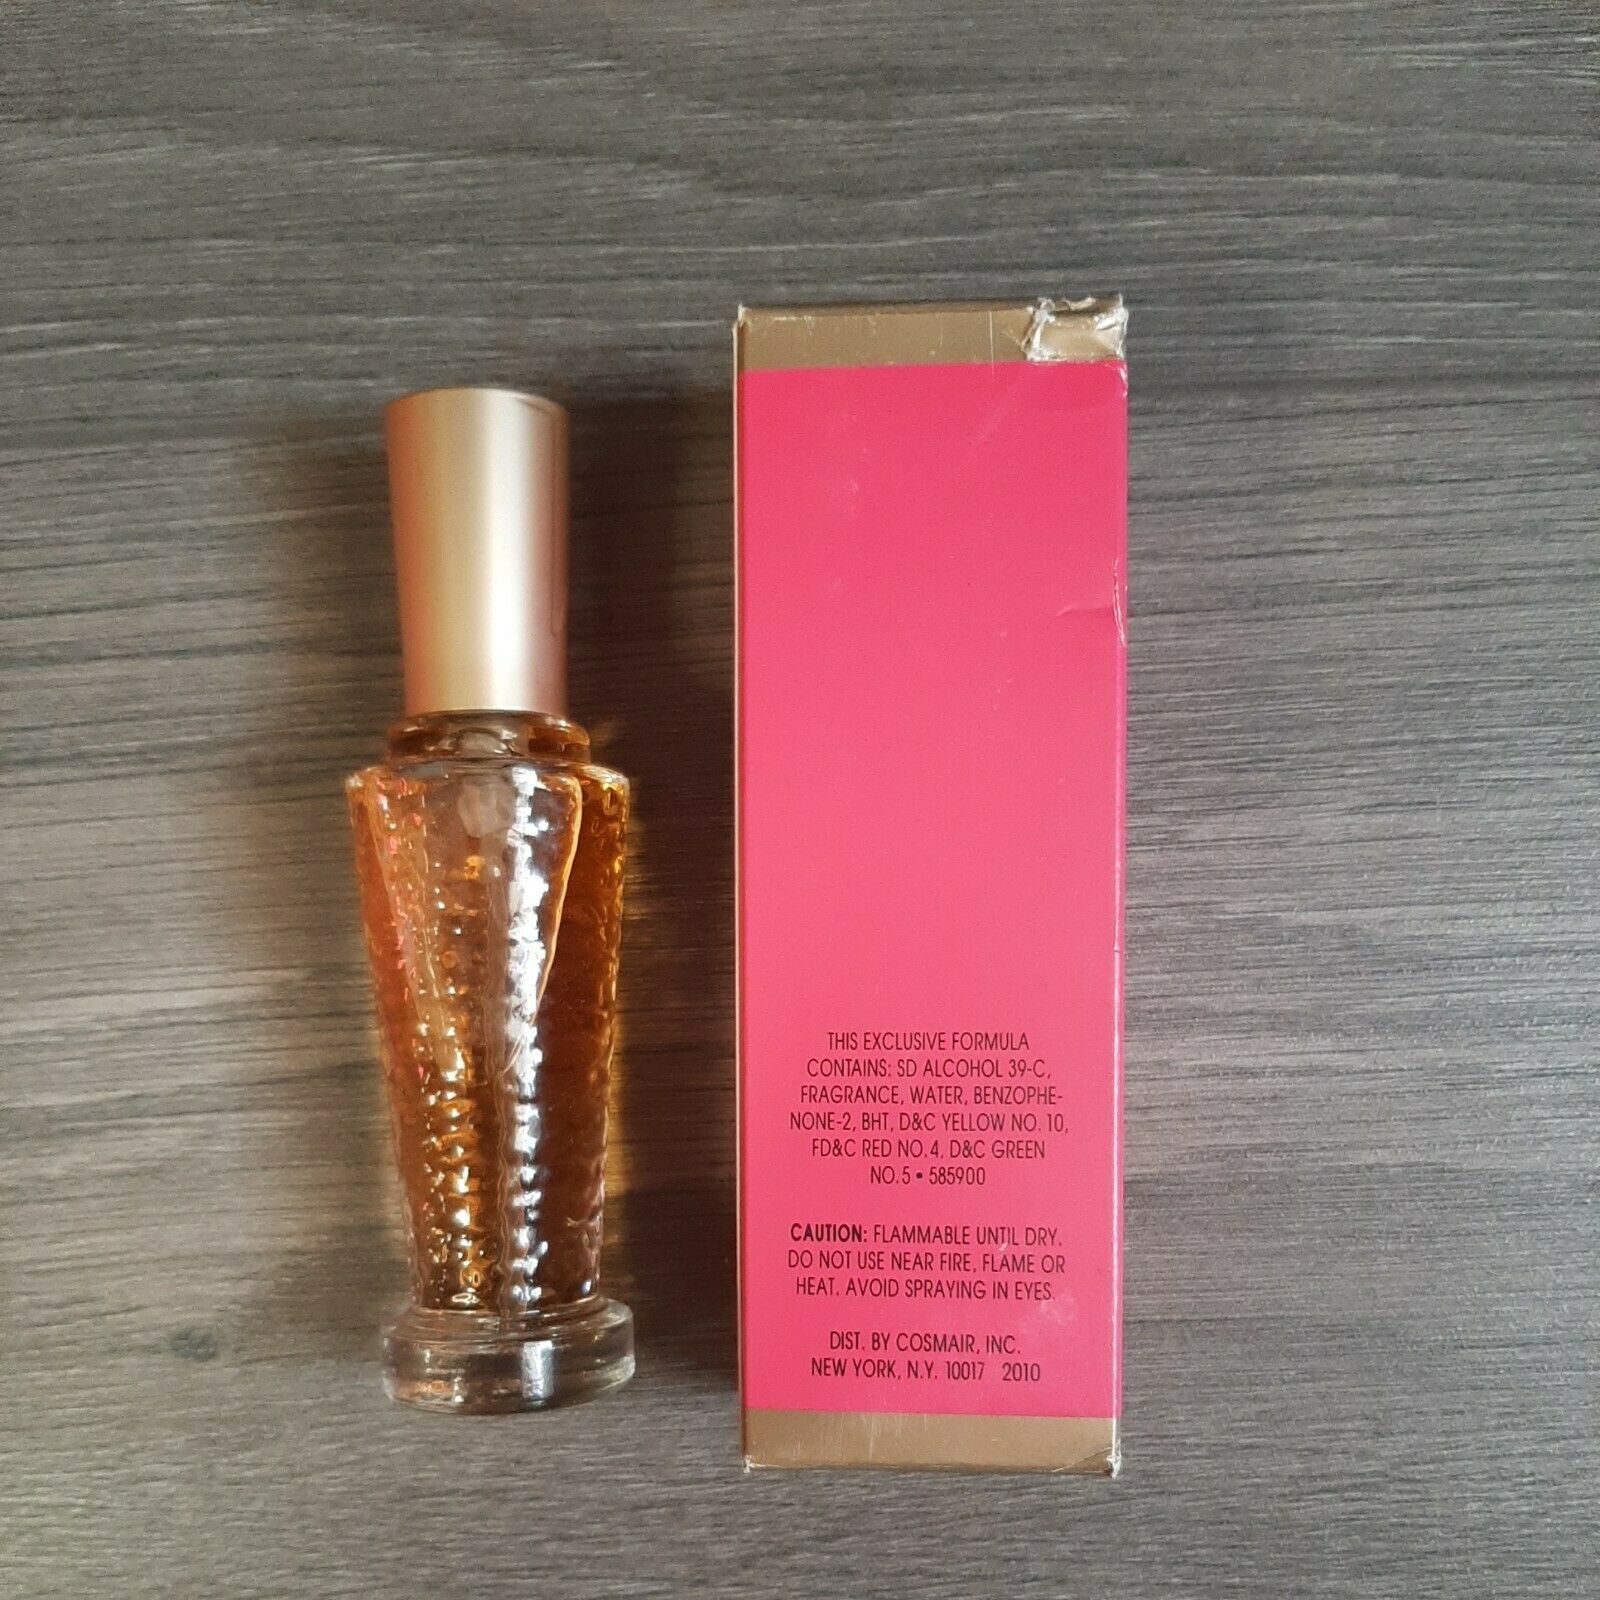 THIS EXCLUSIVE FORMULA
CONTAINS: SD ALCOHOL 39-C,
FRAGRANCE, WATER, BENZOPHE-
NONE-2, BHT, D&C YELLOW NO. 10,
FD&C RED NO. 4, D&C GREEN
NO. 5 • 585900
CAUTION: FLAMMABLE UNTIL DRY.
DO NOT USE NEAR FIRE, FLAME OR
HEAT. AVOID SPRAYING IN EYES.
DIST. BY COSMAIR, INC.
NEW YORK, N.Y. 10017 2010